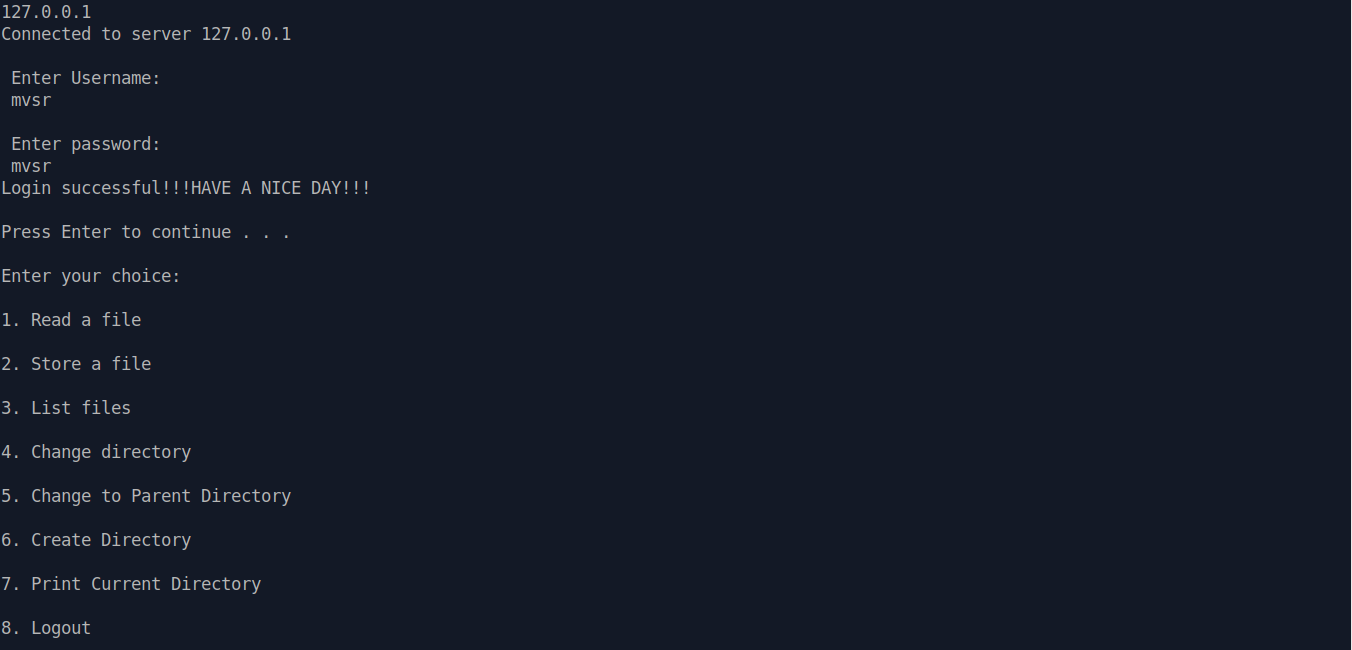 127.0.0.1
Connected to server 127.0.0.1
Enter Username:
mvsr
Enter password:
mvsr
Login successful!!!HAVE A NICE DAY!!!
Press Enter to continue . . .
Enter your choice:
1. Read a file
2. Store a file
3. List files
4. Change directory
5. Change to Parent Directory
6. Create Directory
7. Print Current Directory
8. Logout